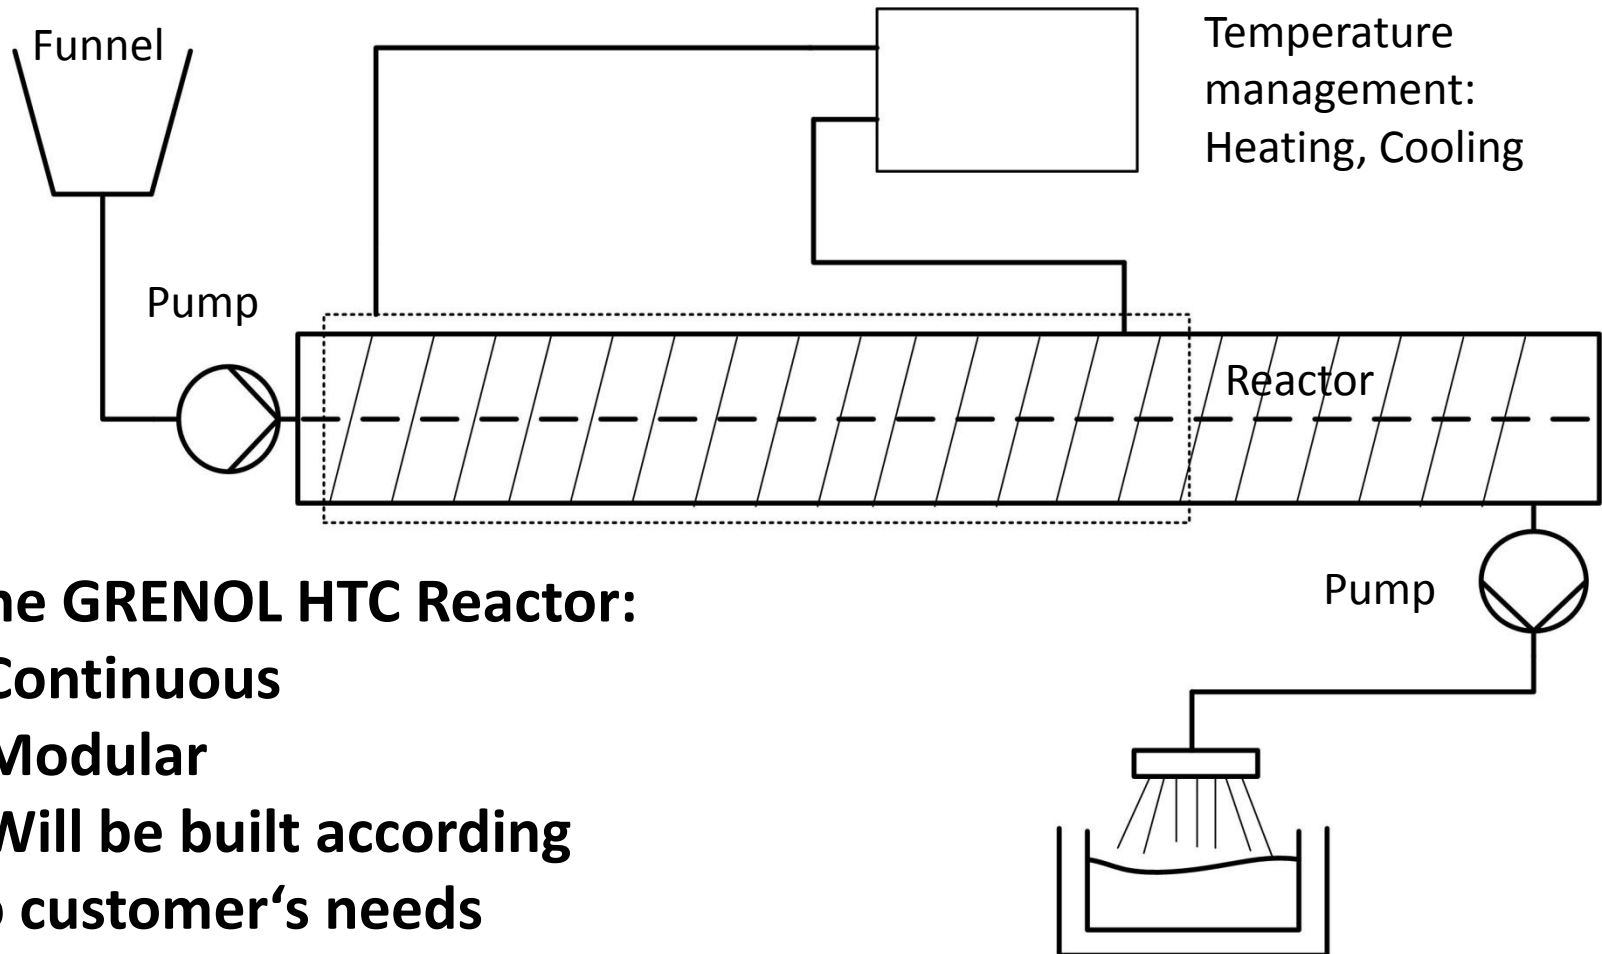 Funnel
Temperature
management:
Heating, Cooling
Pump
Reactor
Pump
he GRENOL HTC Reactor:
Continuous
Modular
Will be built according
o customer‘s needs